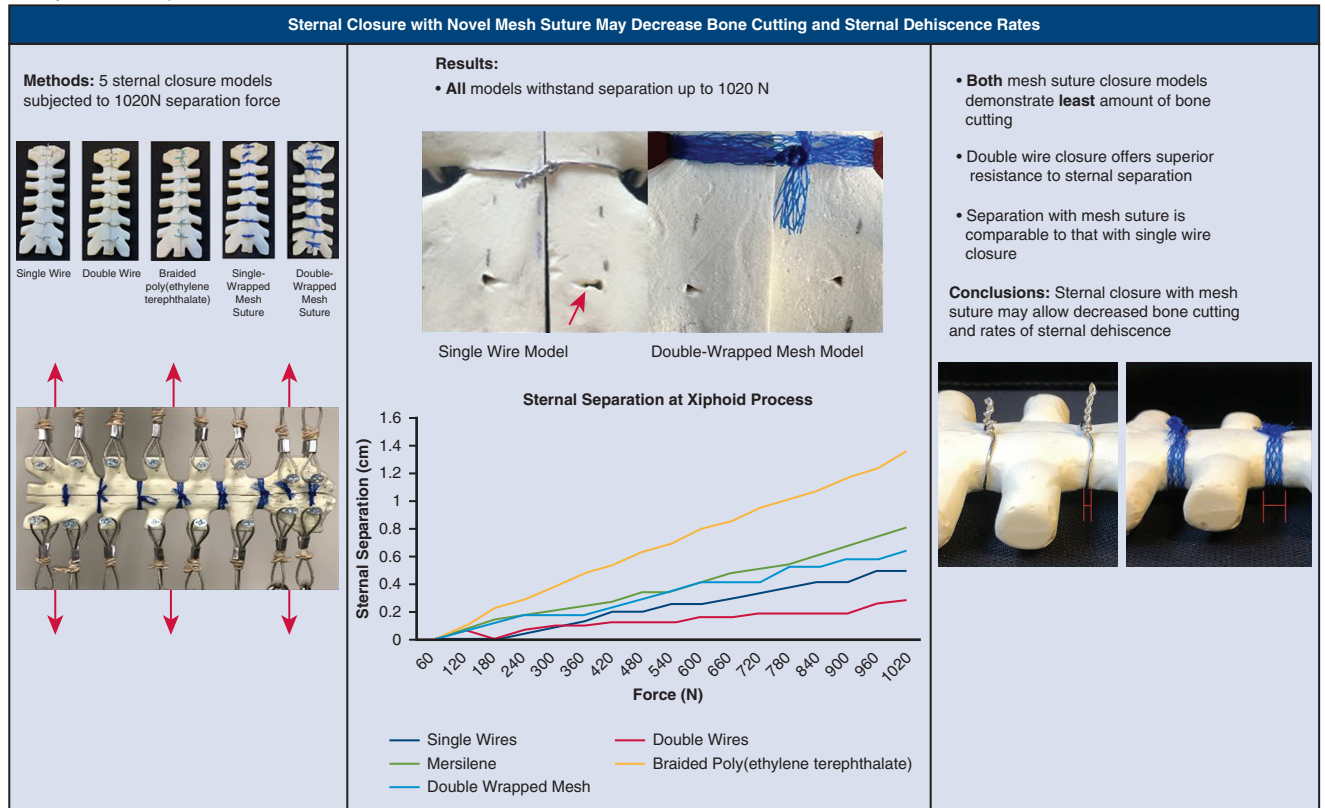 Sternal Closure with Novel Mesh Suture May Decrease Bone Cutting and Sternal Dehiscence Rates
Methods: 5 sternal closure models
subjected to 1020N separation force
Single Wire
Double Wire
Braided
poly(ethylene
terephthalate)
Single-
Wrapped
Mesh
Suture
Double-
Wrapped
Mesh
Suture
Results:
• All models withstand separation up to 1020 N
Single Wire Model
Double-Wrapped Mesh Model
Sternal Separation at Xiphoid Process
Sternal Separation (cm)
1.6
1.4
1.2
1
0.8
0.6
0.4
0.2
0
60
120
180
240
300
360
420
480
540
600
660
720
780
840
900
960
1020
Force (N)
Single Wires
Double Wires
Mersilene
Braided Poly(ethylene terephthalate)
Double Wrapped Mesh
• Both mesh suture closure models
demonstrate least amount of bone
cutting
• Double wire closure offers superior
resistance to sternal separation
• Separation with mesh suture is
comparable to that with single wire
closure
Conclusions: Sternal closure with mesh
suture may allow decreased bone cutting
and rates of sternal dehiscence